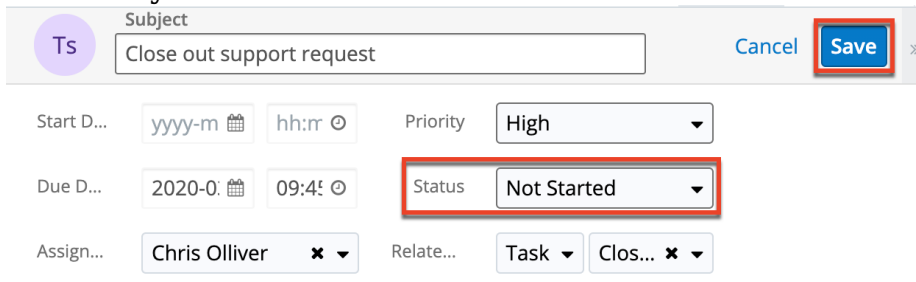 Subject
Ts
Close out support request
Cancel
Save
»
Start D...
yyyy-m
hh:m
Priority
High
Due D...
2020-0
09:45
Status
Not Started
Assign...
Chris Olliver
Relate...
Task
Clos...